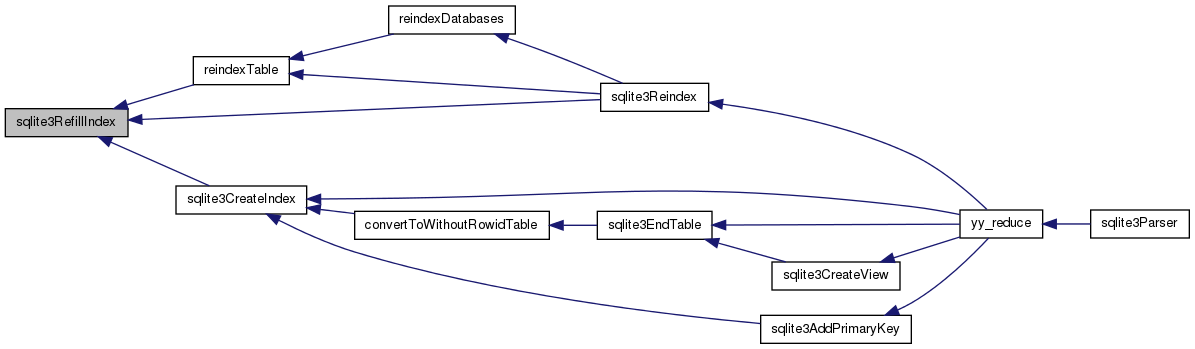 reindexDatabases
reindexTable
sqlite3Reindex
sqlite3RefillIndex
sqlite3CreateIndex
convertToWithoutRowidTable
sqlite3EndTable
yy_reduce
sqlite3Parser
sqlite3CreateView
sqlite3AddPrimaryKey